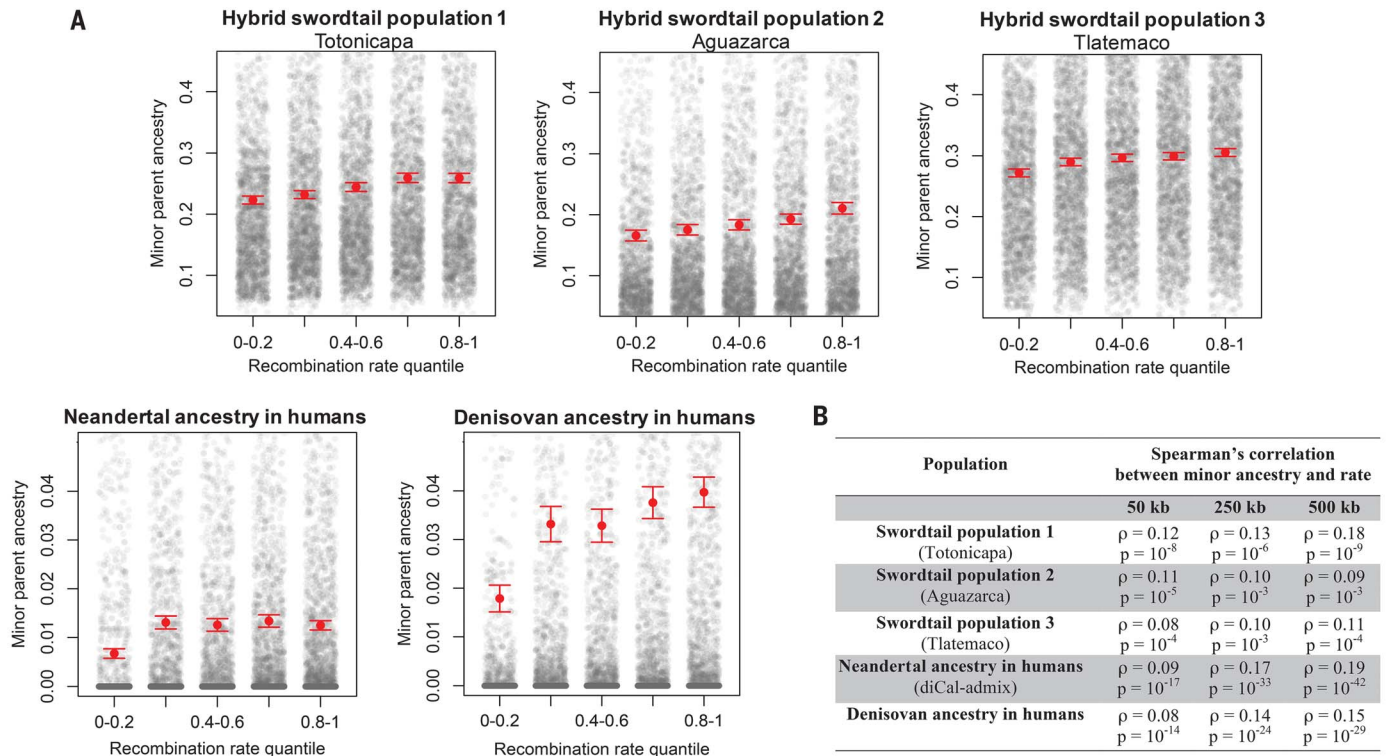 A
Hybrid swordtail population 1
Totonicapa
Minor parent ancestry
0.4
0.3
0.2
0.1
0-0.2 0.4-0.6 0.8-1
Recombination rate quantile
Hybrid swordtail population 2
Aguazarca
Minor parent ancestry
0.4
0.3
0.2
0.1
0-0.2 0.4-0.6 0.8-1
Recombination rate quantile
Hybrid swordtail population 3
Tlatemaco
Minor parent ancestry
0.4
0.3
0.2
0.1
0-0.2 0.4-0.6 0.8-1
Recombination rate quantile
Neandertal ancestry in humans
Minor parent ancestry
0.04
0.03
0.02
0.01
0.00
0-0.2 0.4-0.6 0.8-1
Recombination rate quantile
Denisovan ancestry in humans
Minor parent ancestry
0.04
0.03
0.02
0.01
0.00
0-0.2 0.4-0.6 0.8-1
Recombination rate quantile
B
Population Spearman's correlation
between minor ancestry and rate
50 kb 250 kb 500 kb
Swordtail population 1 ρ = 0.12 ρ = 0.13 ρ = 0.18
(Totonicapa) p = 10⁻⁸ p = 10⁻⁶ p = 10⁻⁹
Swordtail population 2 ρ = 0.11 ρ = 0.10 ρ = 0.09
(Aguazarca) p = 10⁻⁵ p = 10⁻³ p = 10⁻³
Swordtail population 3 ρ = 0.08 ρ = 0.10 ρ = 0.11
(Tlatemaco) p = 10⁻⁴ p = 10⁻³ p = 10⁻⁴
Neandertal ancestry in humans ρ = 0.09 ρ = 0.17 ρ = 0.19
(diCal-admix) p = 10⁻¹⁷ p = 10⁻³³ p = 10⁻⁴²
Denisovan ancestry in humans ρ = 0.08 ρ = 0.14 ρ = 0.15
p = 10⁻¹⁴ p = 10⁻²⁴ p = 10⁻²⁹